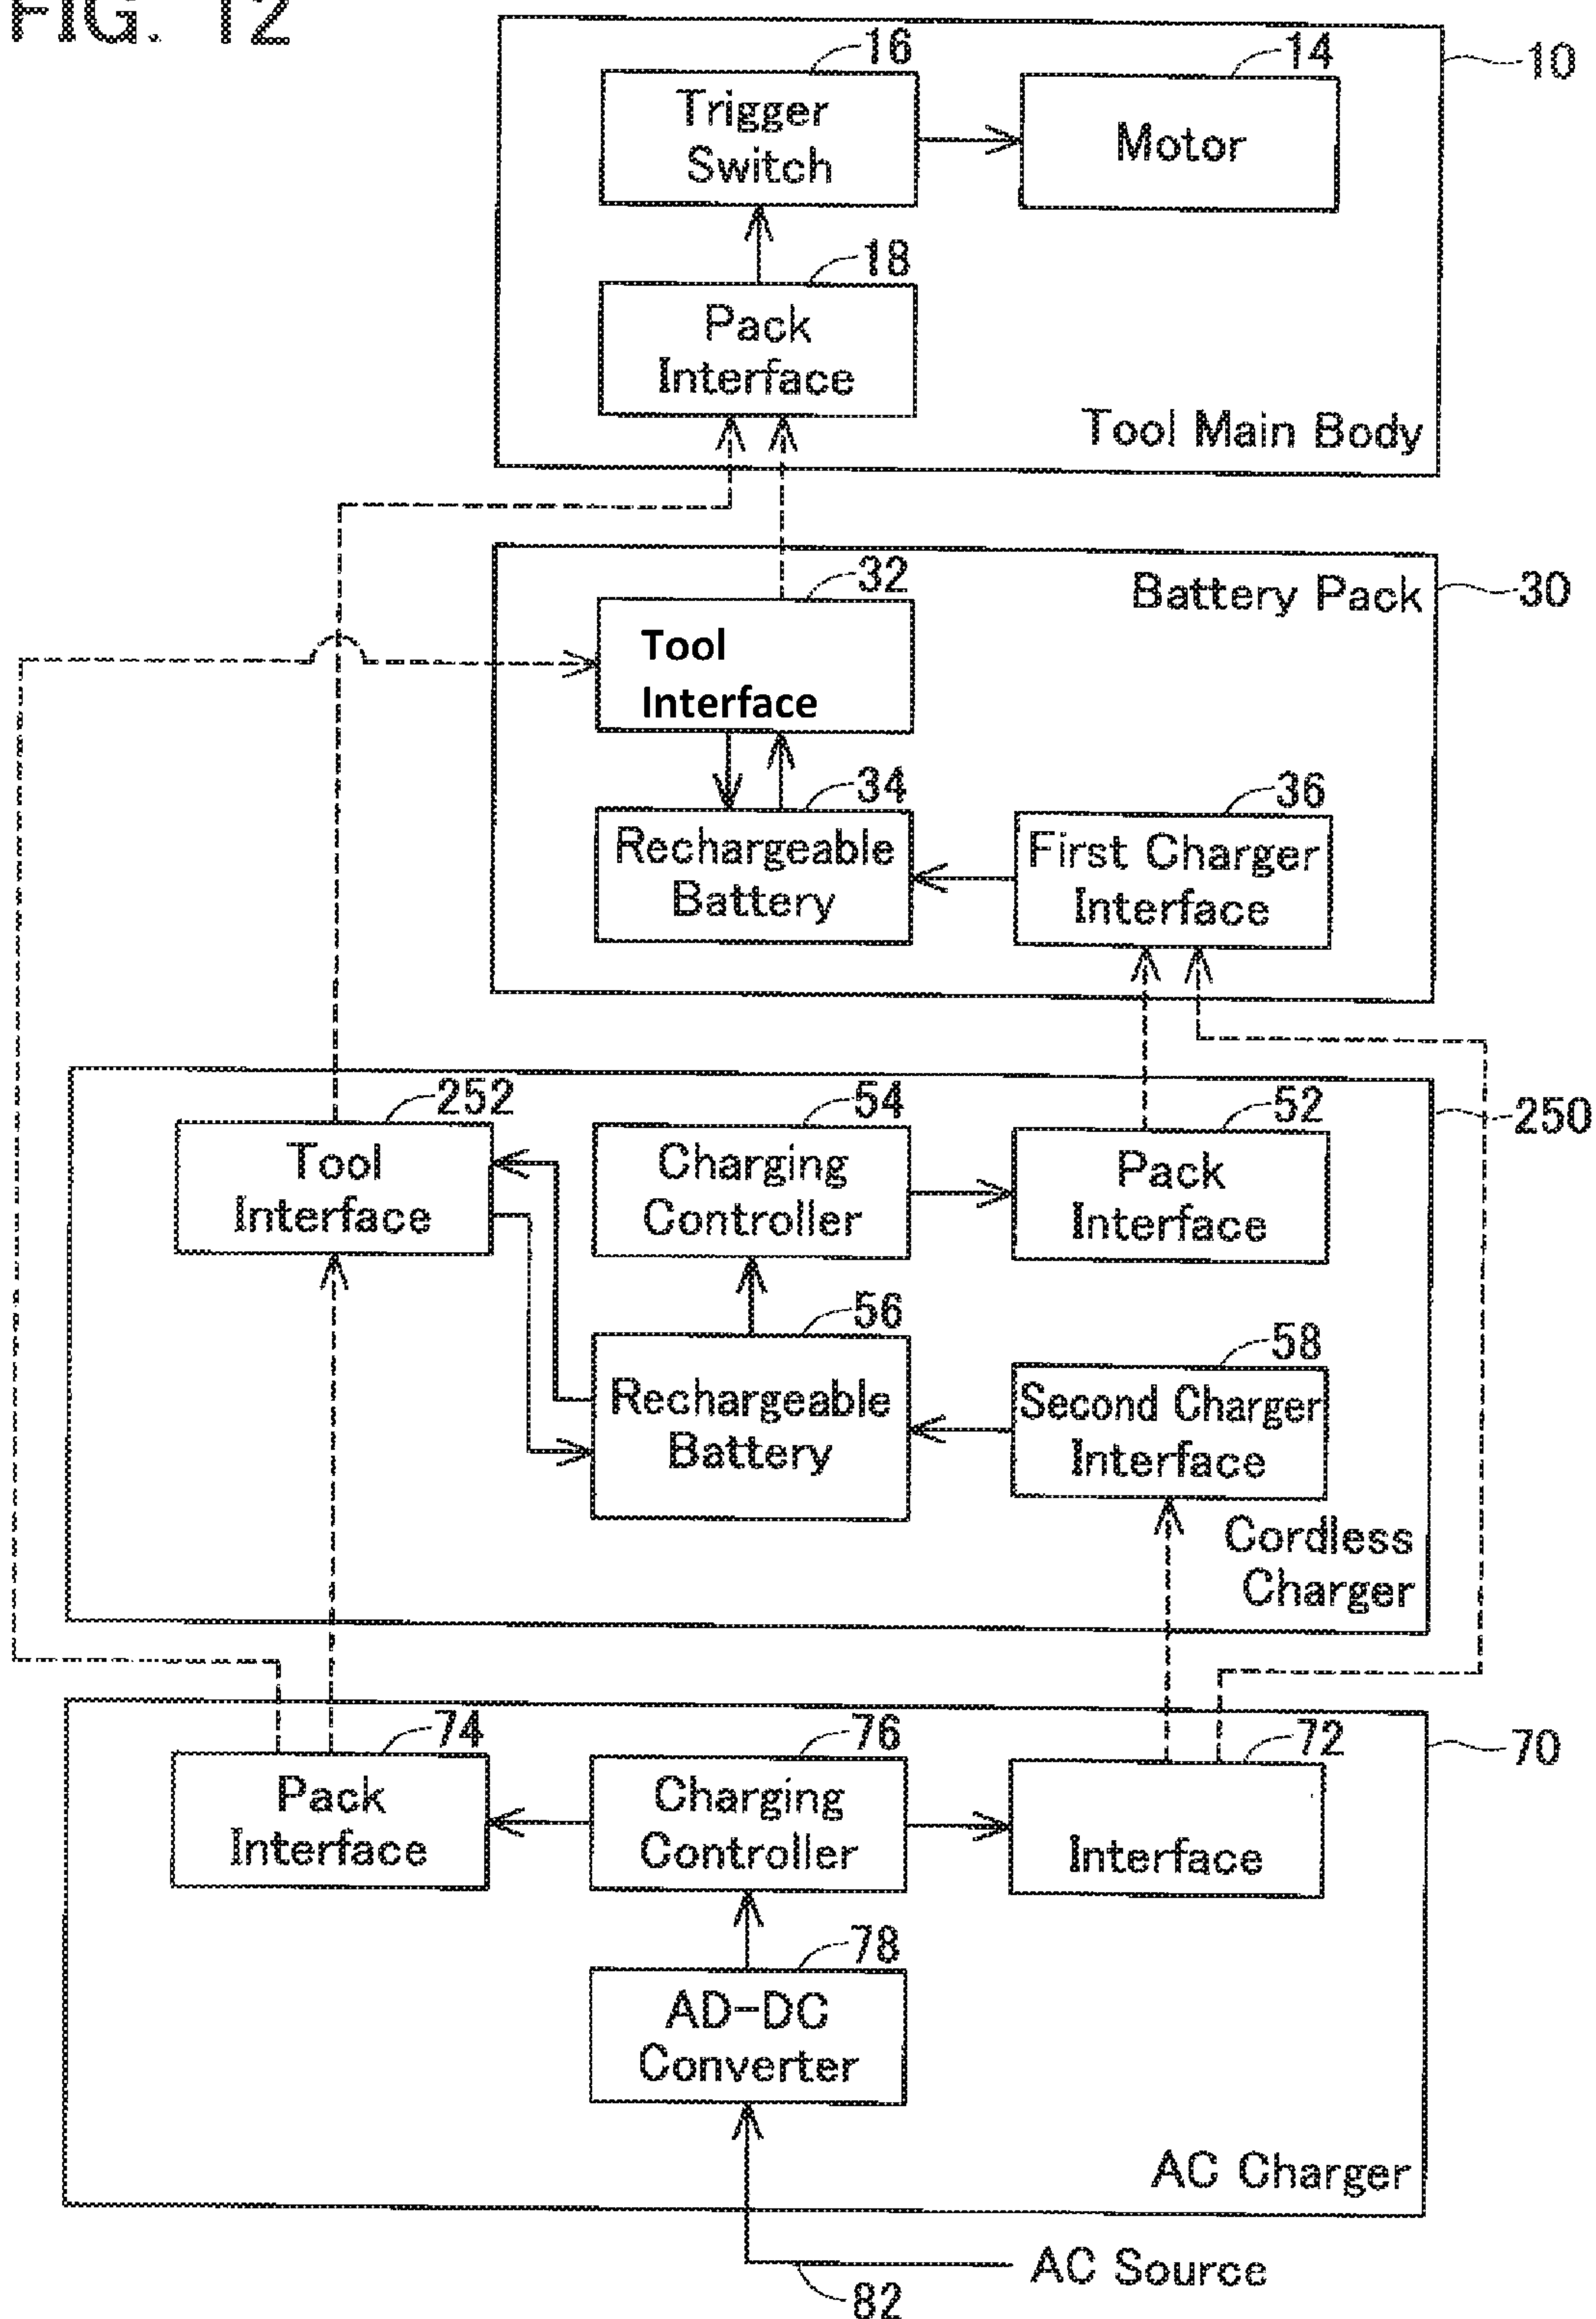 FIG. 12
16
14
10
Trigger
Switch
Motor
18
Pack
Interface
Tool Main Body
32
Battery Pack
30
Tool
Interface
34
36
Rechargeable
Battery
First Charger
Interface
252
54
52
250
Tool
Interface
Charging
Controller
Pack
Interface
56
58
Rechargeable
Battery
Second Charger
Interface
Cordless
Charger
74
76
72
70
Pack
Interface
Charging
Controller
Interface
78
AD-DC
Converter
AC Charger
AC Source
82